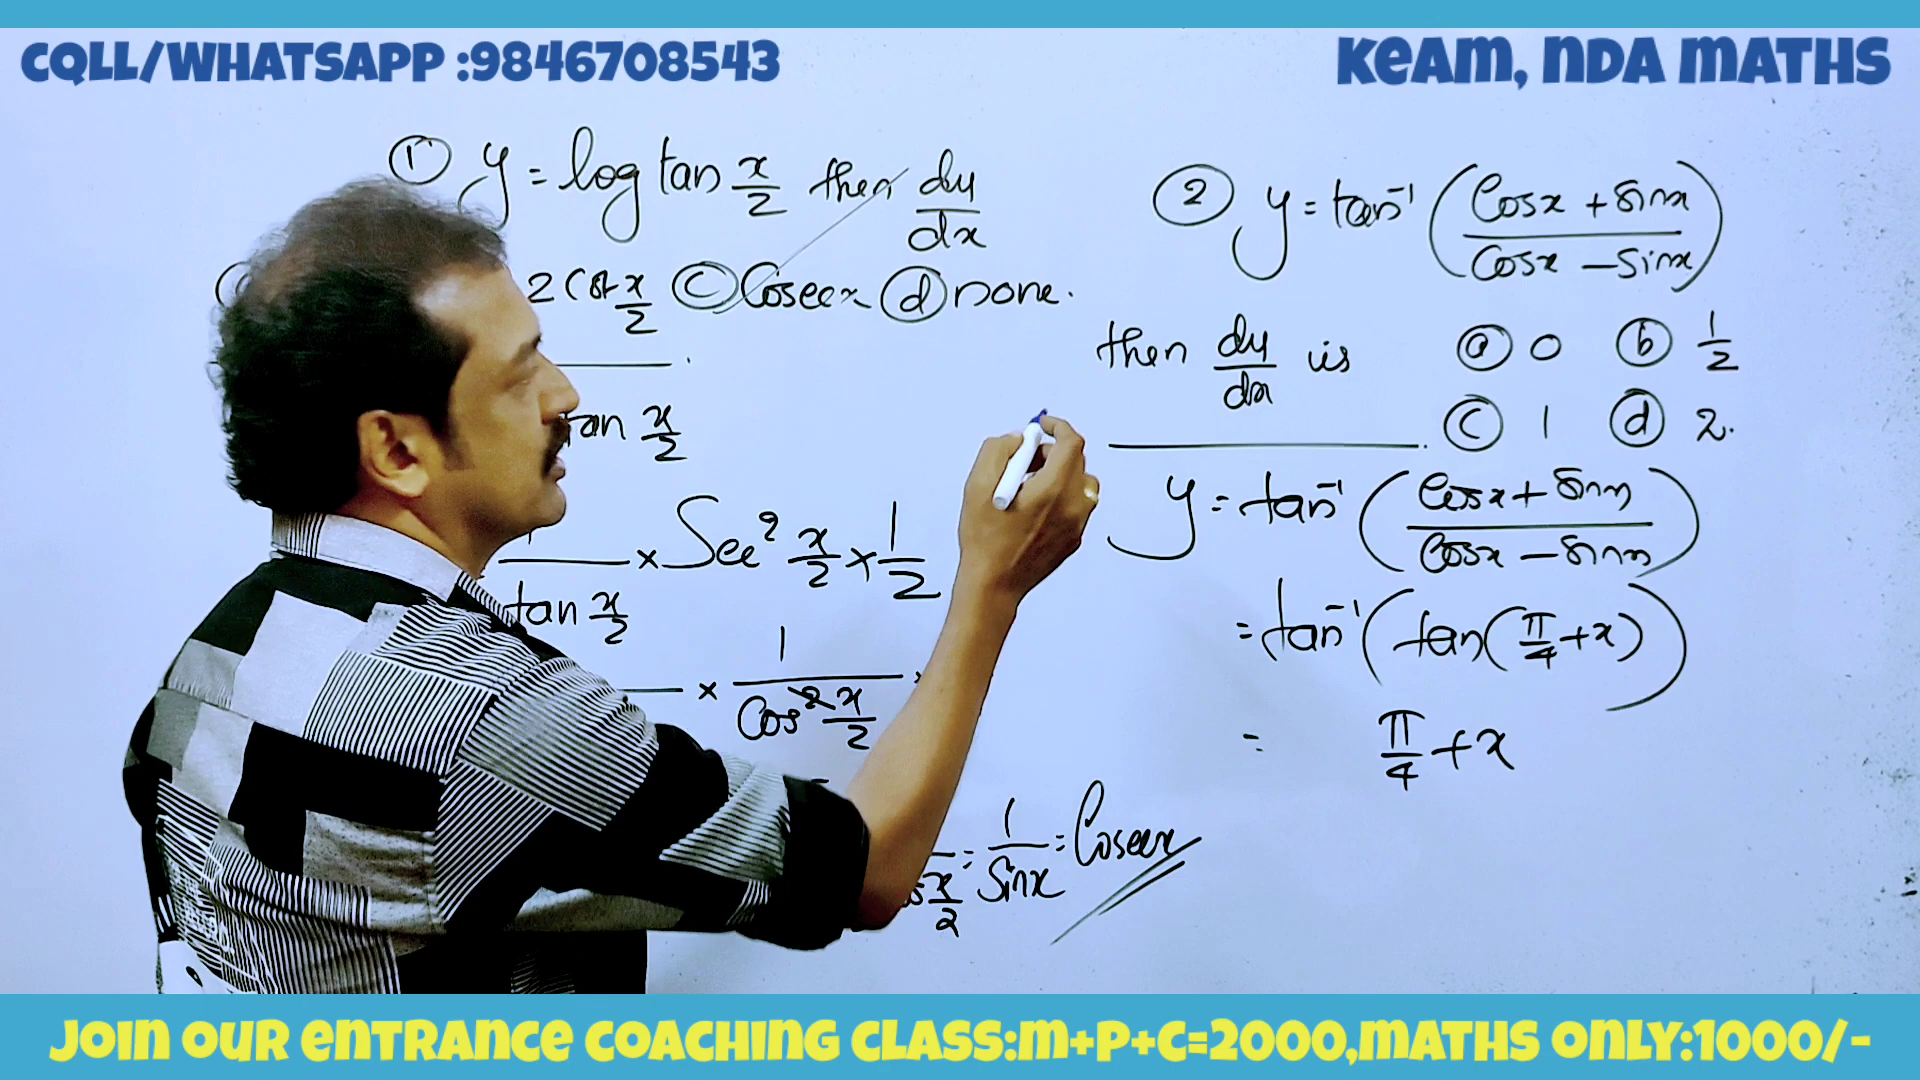 CQLL/WHATSAPP :9846708543
KEAM, NDA MATHS
① y = log tan x/2 then dy/dx
2 cot x/2 ⓒ Cosecx ⓓ none.
tan x/2
1/tan x/2 × Sec² x/2 × 1/2
× 1/Cos² x/2 ×
x/2 = 1/Sinx = Cosecx
② y = tan⁻¹ (Cosx + Sinx / Cosx − Sinx)
then dy/dx is ⓐ 0 ⓑ 1/2
ⓒ 1 ⓓ 2.
y = tan⁻¹ (Cosx + Sinx / Cosx − Sinx)
= tan⁻¹ (tan(π/4 + x))
= π/4 + x
JOIN OUR ENTRANCE COACHING CLASS:M+P+C=2000,MATHS ONLY:1000/-